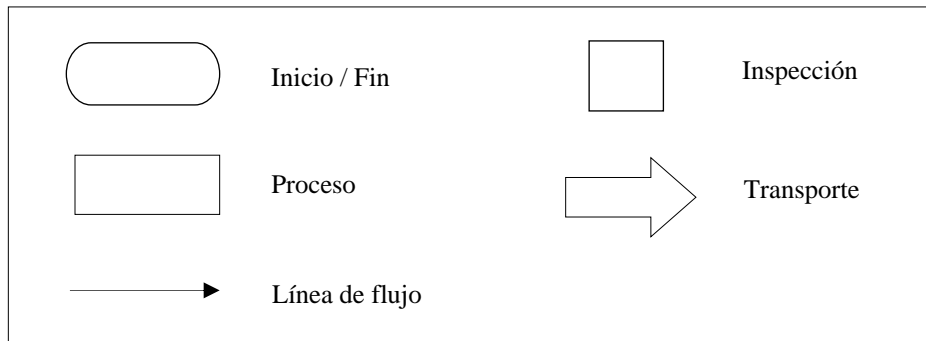 Inicio / Fin
Inspección
Proceso
Transporte
Línea de flujo